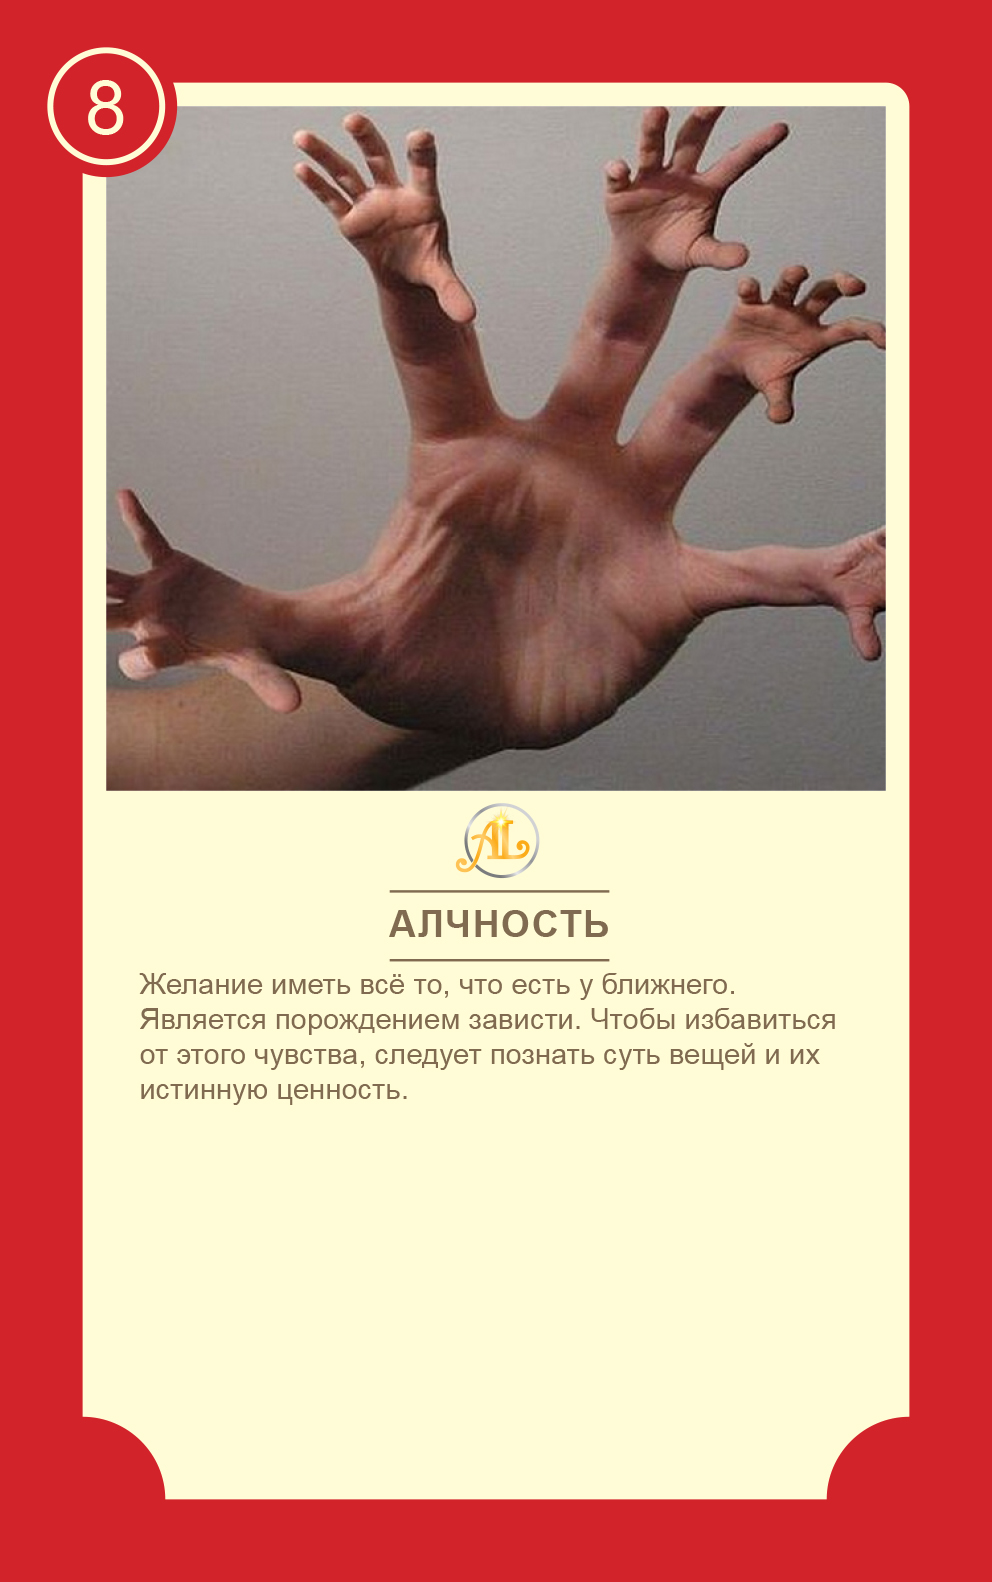 8
AL
АЛЧНОСТЬ
Желание иметь всё то, что есть у ближнего.
Является порождением зависти. Чтобы избавиться
от этого чувства, следует познать суть вещей и их
истинную ценность.